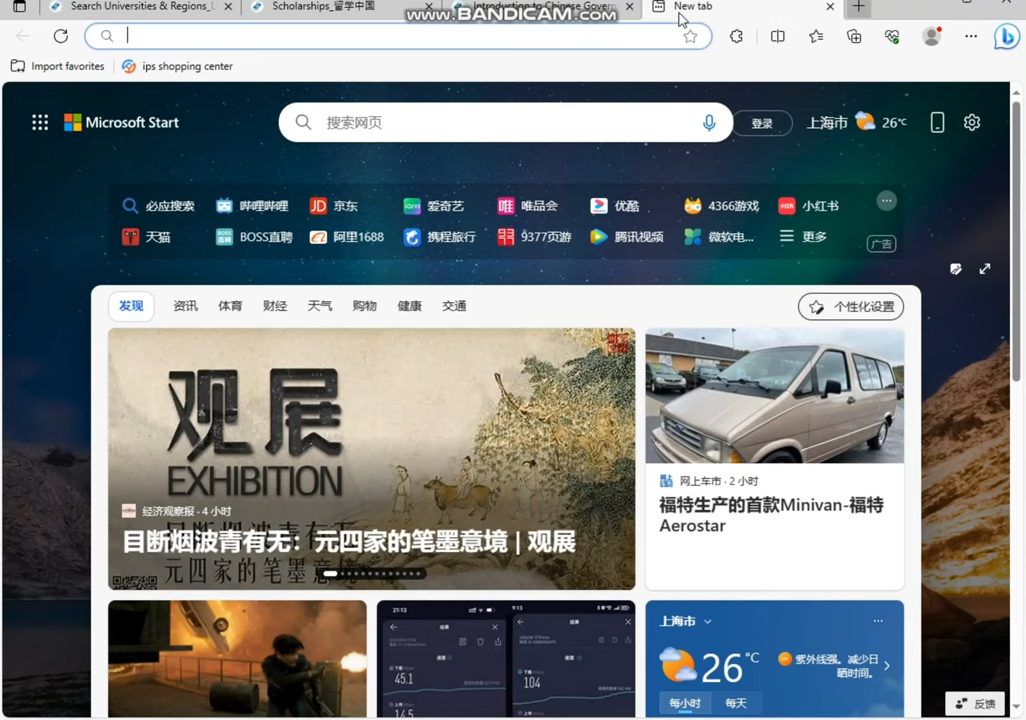 Search Universities & Regions_
Scholarships_留学中国
Introduction to Chinese Govern
New tab
www.BANDICAM.com
Import favorites
ips shopping center
Microsoft Start
搜索网页
登录
上海市
26℃
必应搜索
哔哩哔哩
京东
爱奇艺
唯品会
优酷
4366游戏
小红书
天猫
BOSS直聘
阿里1688
携程旅行
9377页游
腾讯视频
微软电...
更多
广告
发现
资讯
体育
财经
天气
购物
健康
交通
个性化设置
观展
EXHIBITION
经济观察报 · 4 小时
目断烟波青有无：元四家的笔墨意境 | 观展
元四家的笔墨意
网上车市 · 2 小时
福特生产的首款Minivan-福特
Aerostar
21:13
9:13
45.1
104
上海市
26
°C
紫外线强。减少日
晒时间。
每小时
每天
反馈